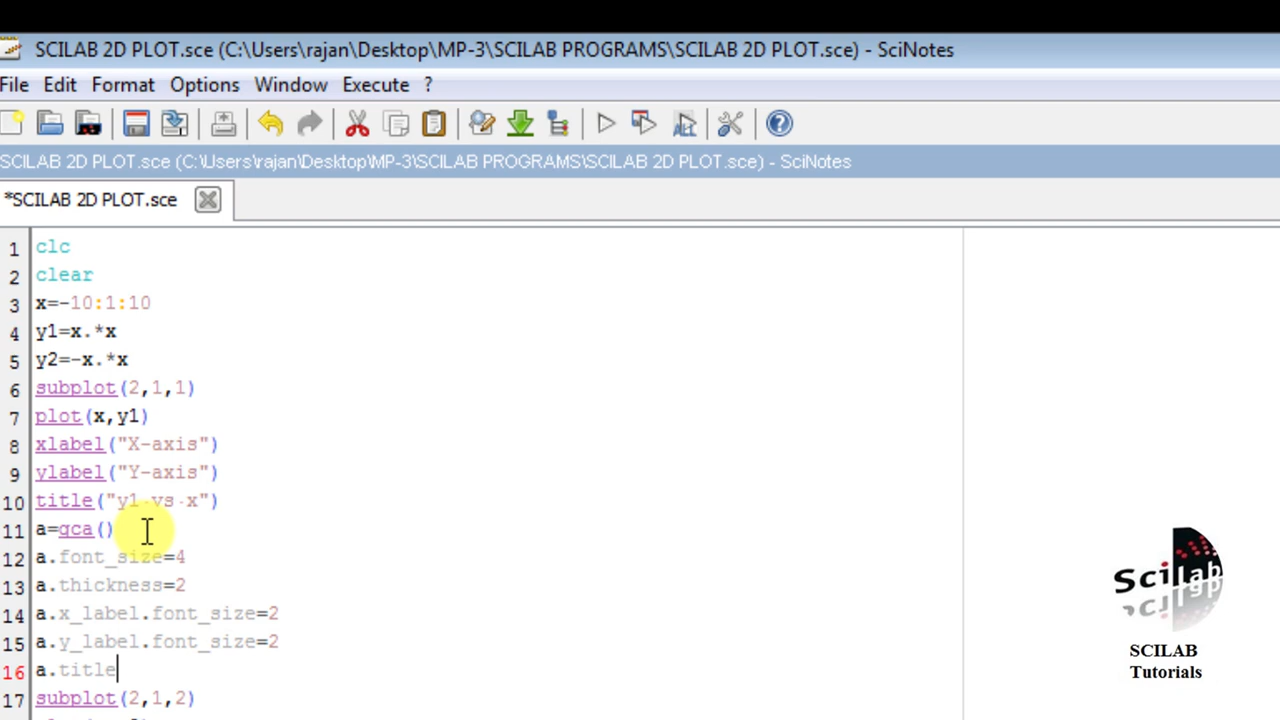 SCILAB 2D PLOT.sce (C:\Users\rajan\Desktop\MP-3\SCILAB PROGRAMS\SCILAB 2D PLOT.sce) - SciNotes
File Edit Format Options Window Execute ?
SCILAB 2D PLOT.sce (C:\Users\rajan\Desktop\MP-3\SCILAB PROGRAMS\SCILAB 2D PLOT.sce) - SciNotes
*SCILAB 2D PLOT.sce
1 clc
2 clear
3 x=-10:1:10
4 y1=x.*x
5 y2=-x.*x
6 subplot(2,1,1)
7 plot(x,y1)
8 xlabel("X-axis")
9 ylabel("Y-axis")
10 title("y1 vs x")
11 a=gca()
12 a.font_size=4
13 a.thickness=2
14 a.x_label.font_size=2
15 a.y_label.font_size=2
16 a.title
17 subplot(2,1,2)
Scilab
SCILAB
Tutorials